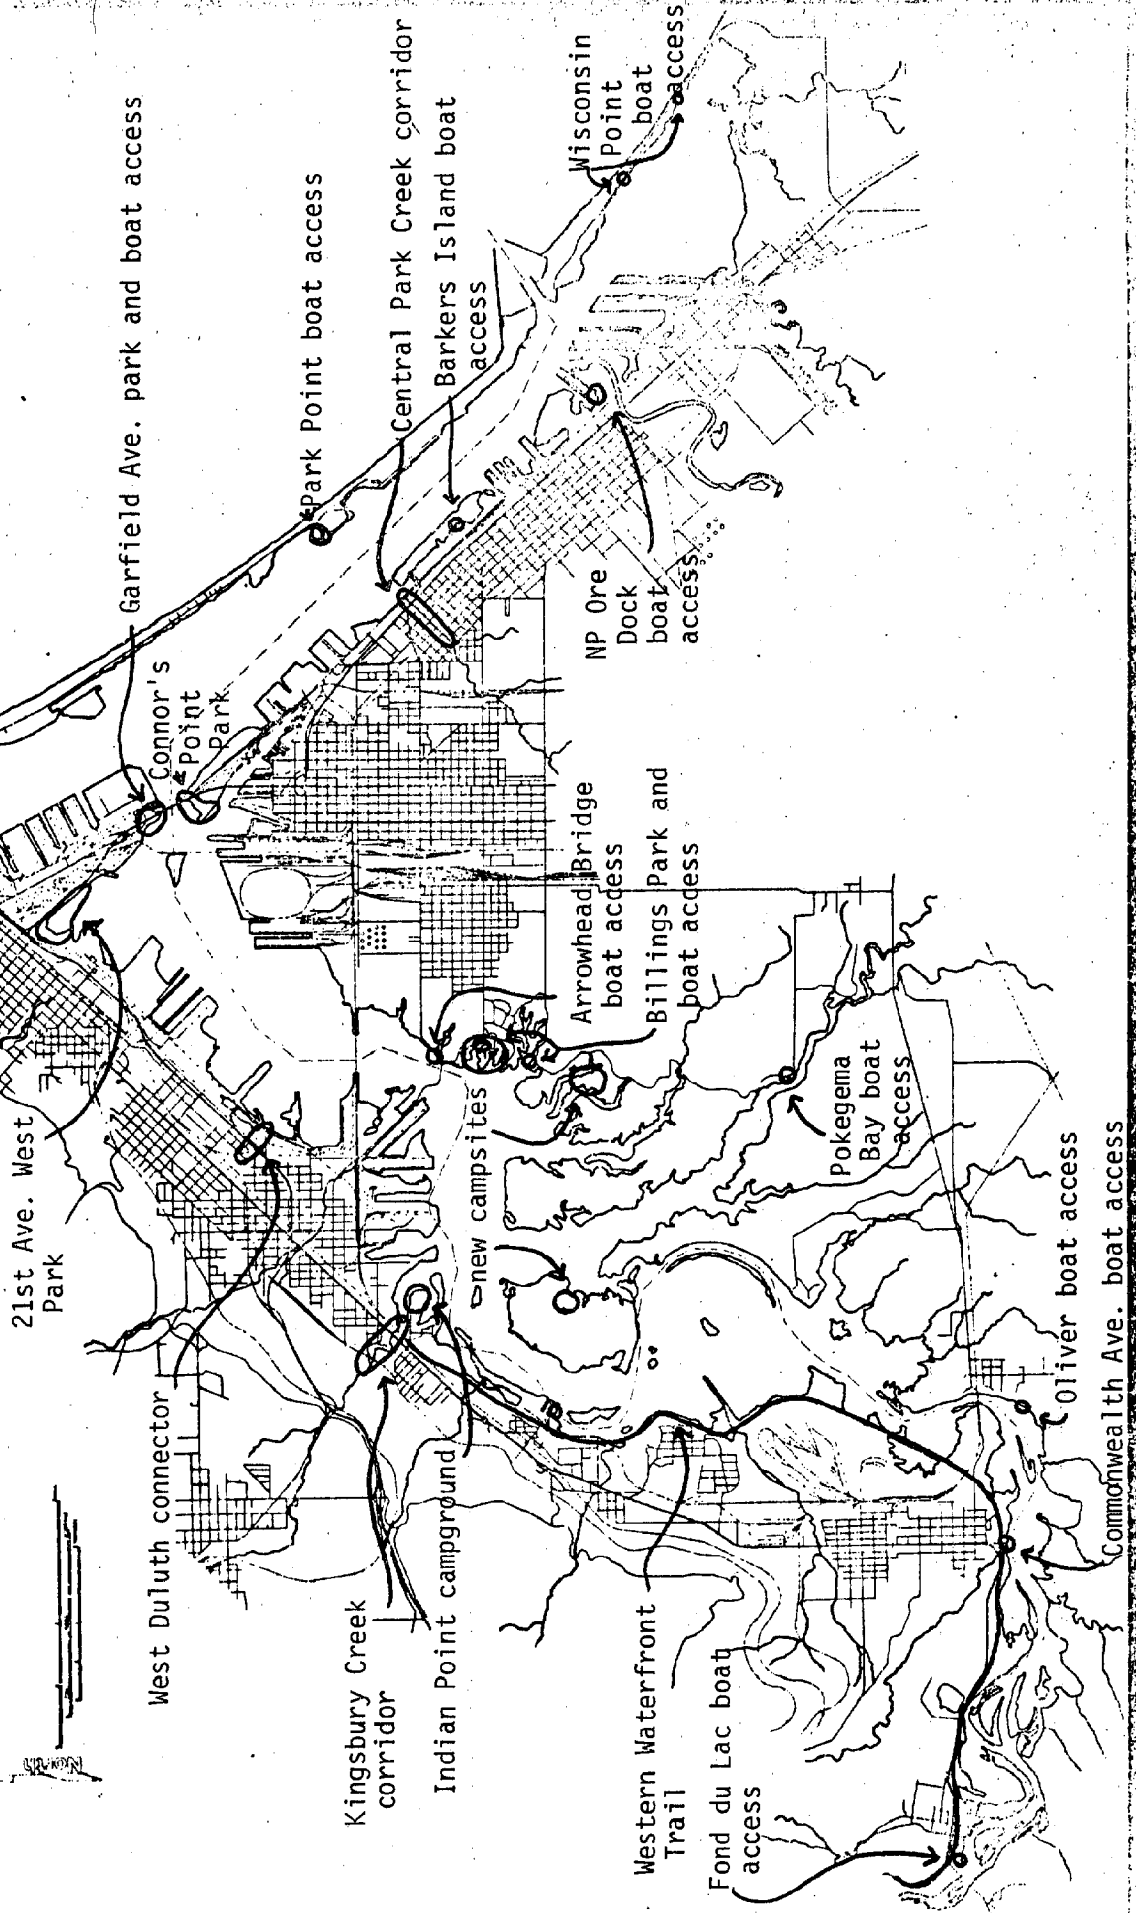 21st Ave. West
Park
West Duluth connector
Kingsbury Creek
corridor
Indian Point campground
Western Waterfront
Trail
Fond du Lac boat
access
Garfield Ave. park and boat access
Connor's
Point
Park
Park Point boat access
Central Park Creek corridor
Barkers Island boat
access
Wisconsin
Point
boat
access
NP Ore
Dock
boat
access
Arrowhead Bridge
boat access
Billings Park and
boat access
new campsites
Pokegema
Bay boat
access
Oliver boat access
Commonwealth Ave. boat access
NORTH